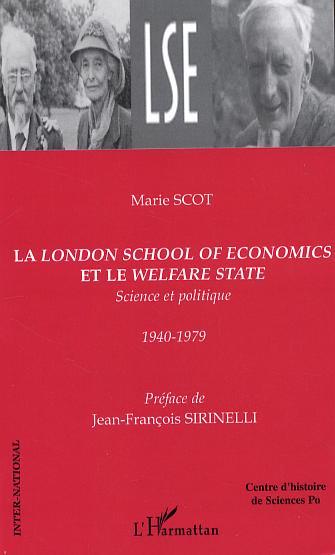 LSE
Marie SCOT
LA LONDON SCHOOL OF ECONOMICS
ET LE WELFARE STATE
Science et politique
1940-1979
Préface de
Jean-François SIRINELLI
INTER-NATIONAL
Centre d'histoire
de Sciences Po
L'Harmattan